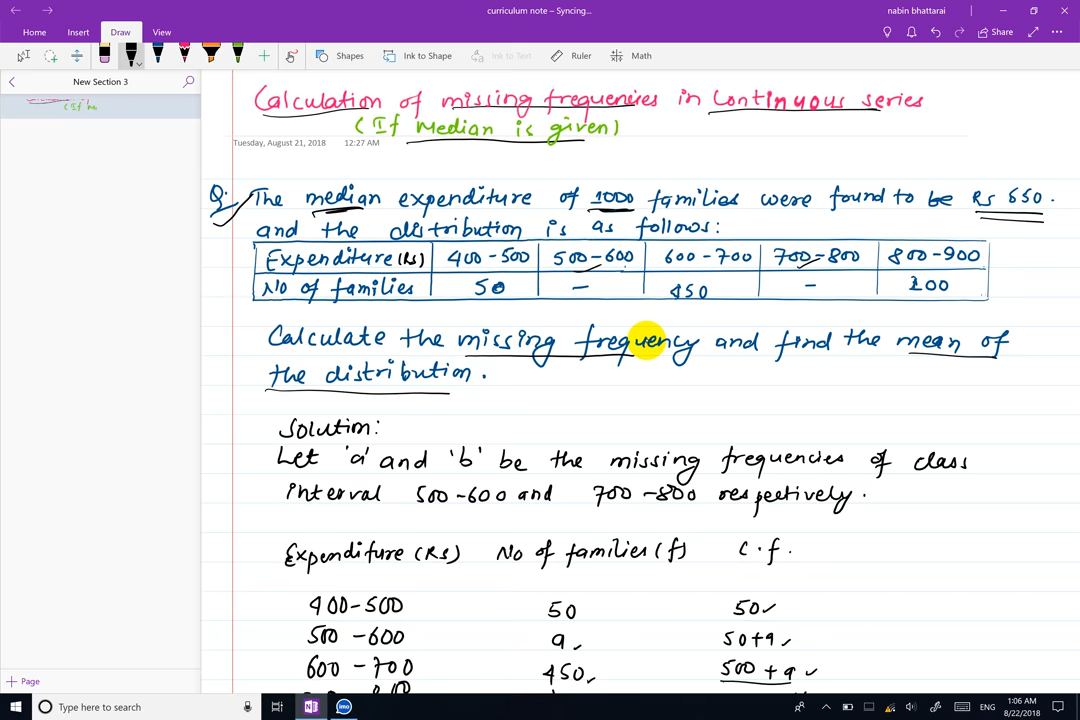 curriculum note - Syncing...
nabin bhattarai
Home Insert Draw View
Share
Shapes Ink to Shape Ink to Text Ruler Math
New Section 3
(If be
Calculation of missing frequencies in continuous series
(If Median is given)
Tuesday, August 21, 2018 12:27 AM
Q: The median expenditure of 1000 families were found to be Rs 650.
and the distribution is as follows:
Expenditure (Rs) 400-500 500-600 600-700 700-800 800-900
No of families 50 - 450 - 100
Calculate the missing frequency and find the mean of
the distribution.
Solution:
Let 'a' and 'b' be the missing frequencies of class
interval 500-600 and 700-800 respectively.
Expenditure (Rs) No of families (f) C.f.
400-500 50 50
500-600 a 50+a
600-700 450 500+a
Page
Type here to search
ENG
1:06 AM
8/22/2018